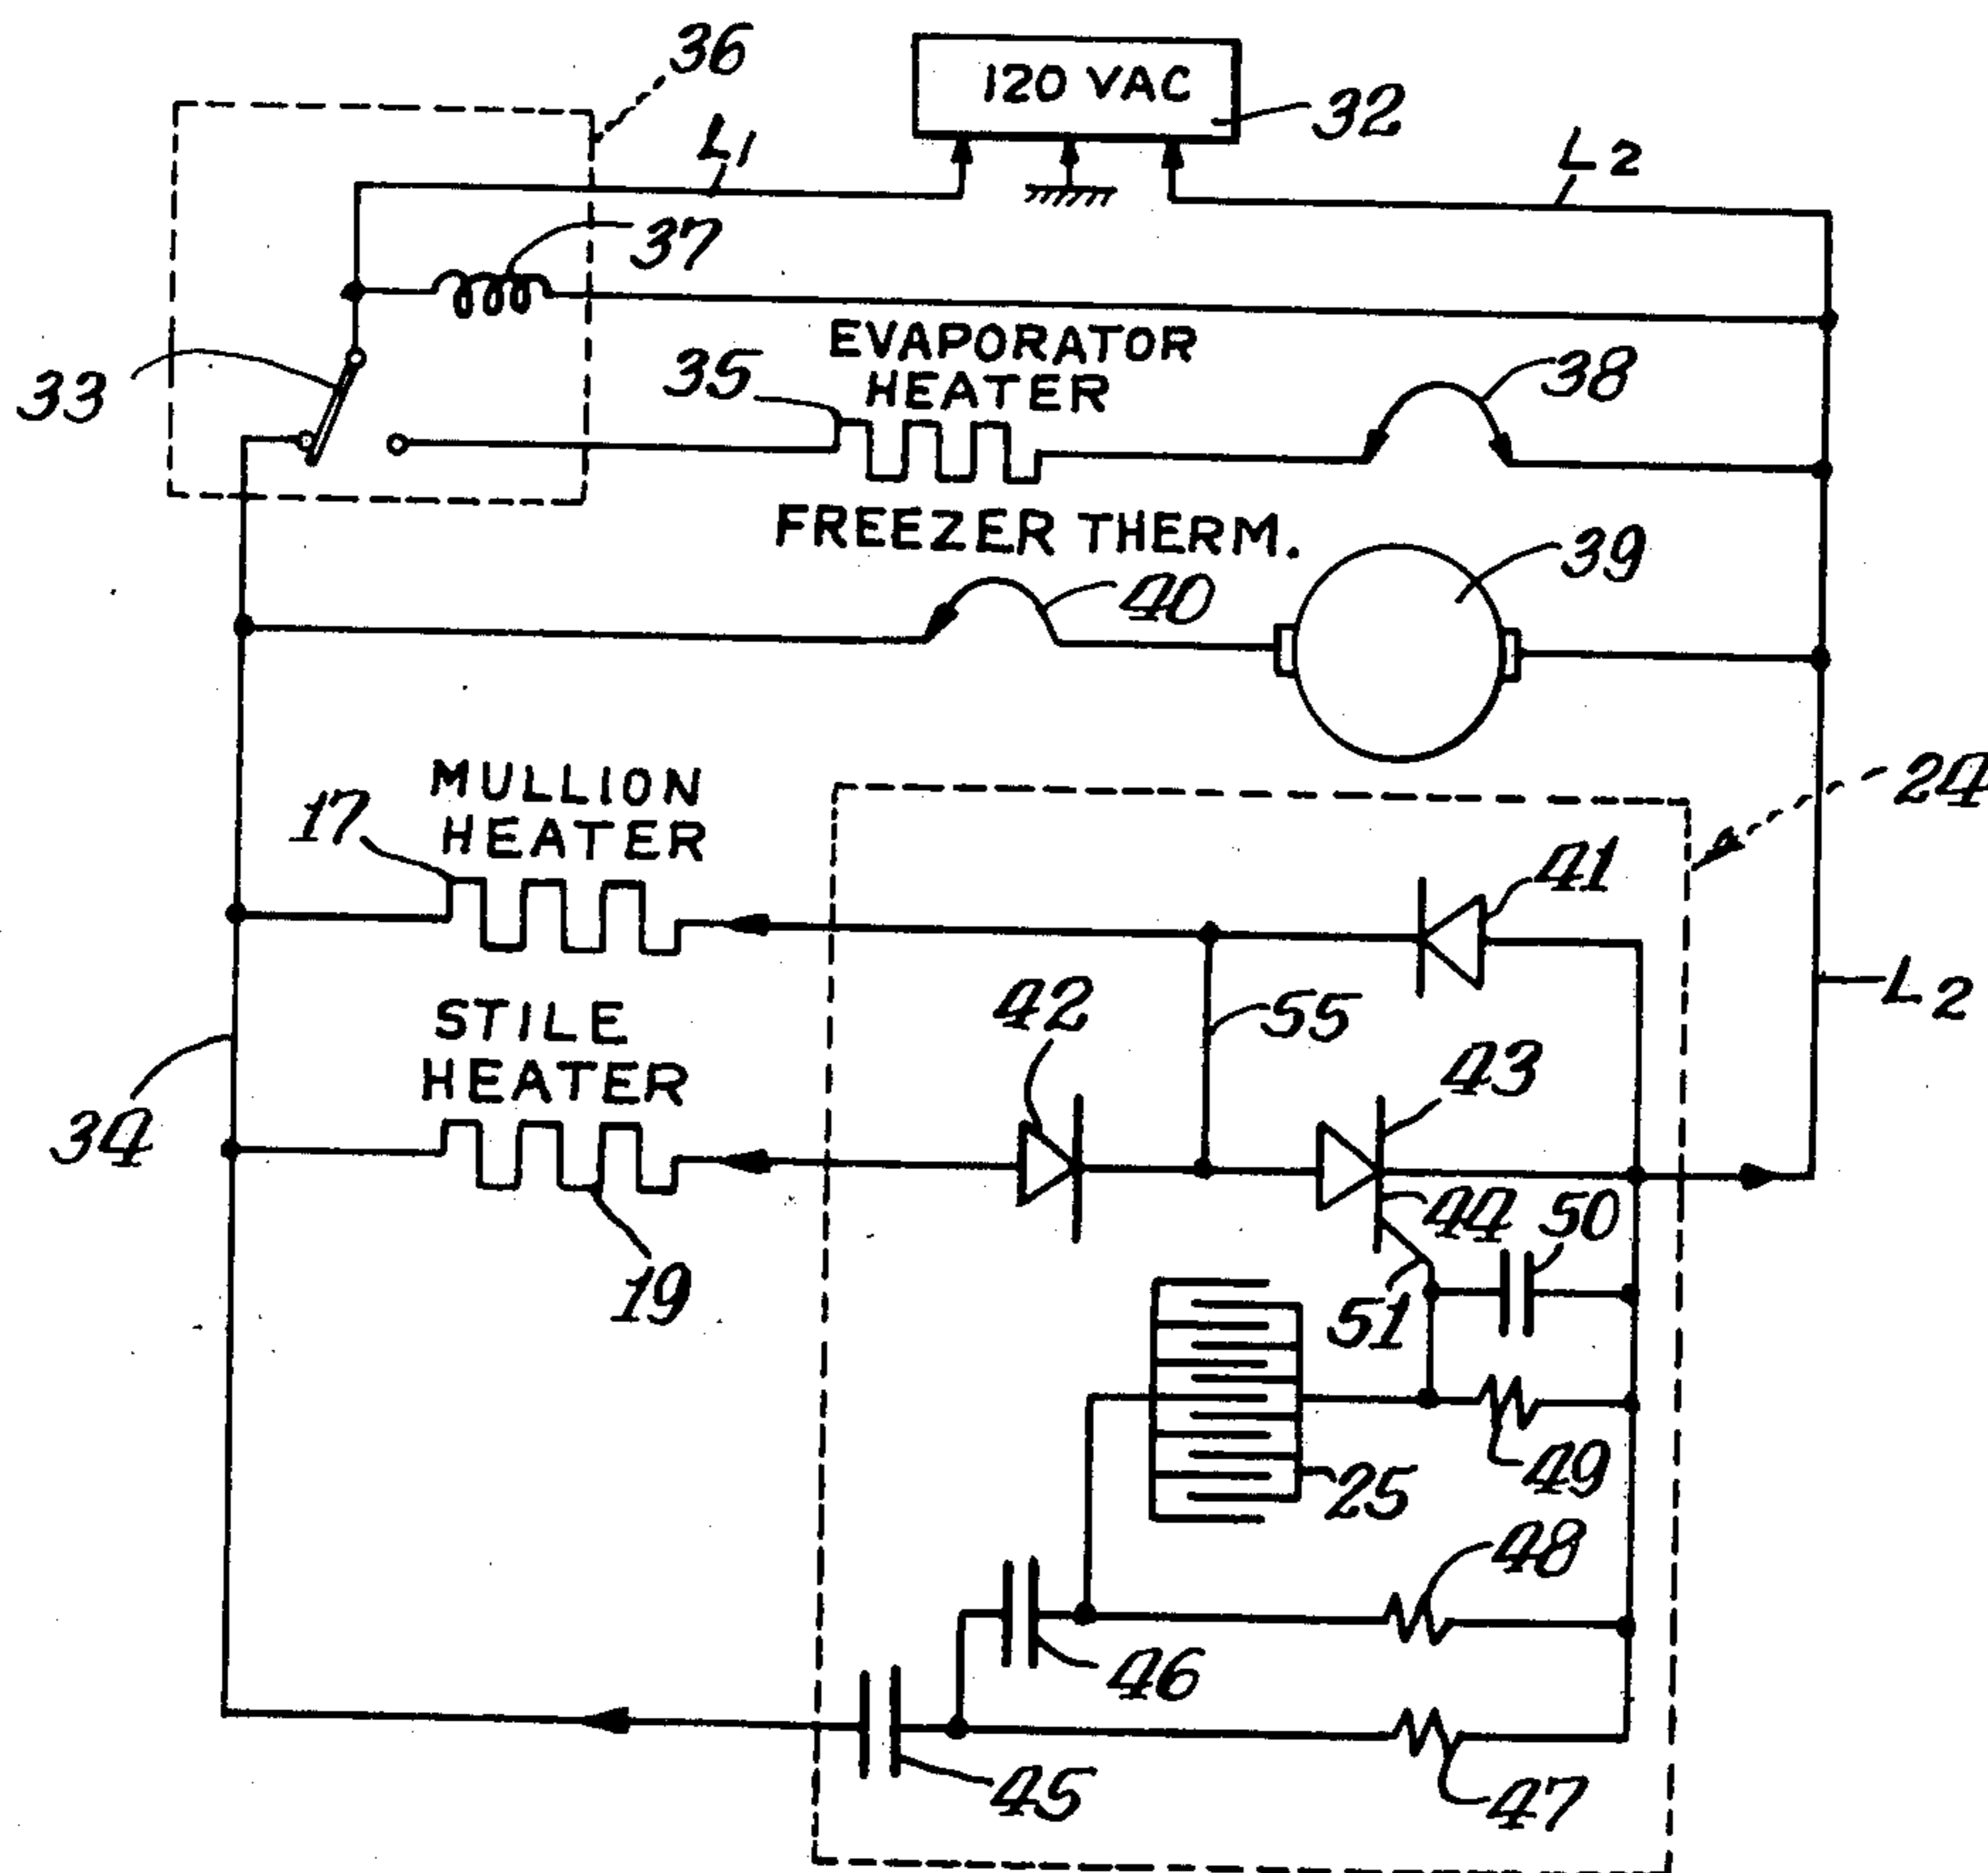 36
120 VAC
32
L1
L2
37
EVAPORATOR
HEATER
35
38
33
FREEZER THERM.
39
40
MULLION
HEATER
17
24
41
42
55
L2
STILE
HEATER
43
34
44
50
19
51
49
25
48
46
45
47